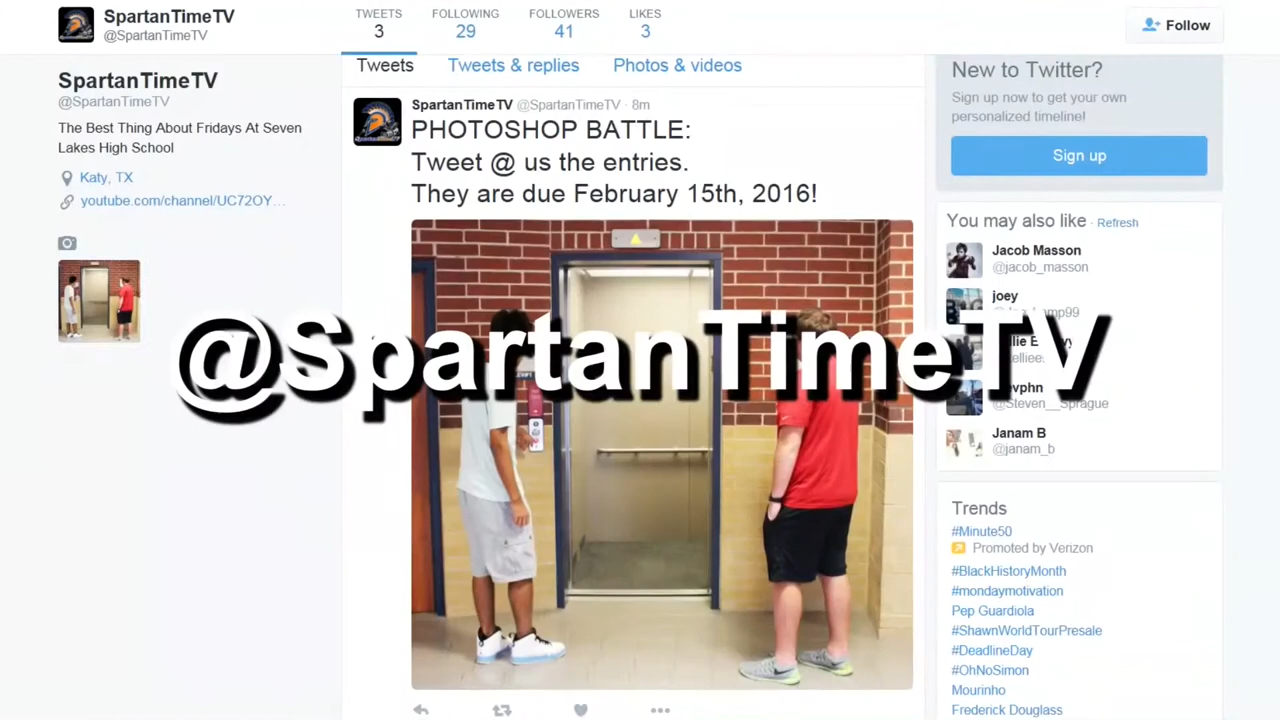 SpartanTimeTV
@SpartanTimeTV
TWEETS
3
FOLLOWING
29
FOLLOWERS
41
LIKES
3
Follow
SpartanTimeTV
@SpartanTimeTV
The Best Thing About Fridays At Seven
Lakes High School
Katy, TX
youtube.com/channel/UC72OY…
Tweets
Tweets & replies
Photos & videos
SpartanTimeTV @SpartanTimeTV · 8m
PHOTOSHOP BATTLE:
Tweet @ us the entries.
They are due February 15th, 2016!
@SpartanTimeTV
New to Twitter?
Sign up now to get your own
personalized timeline!
Sign up
You may also like · Refresh
Jacob Masson
@jacob_masson
joey
@Steven__Sprague
Janam B
@janam_b
Trends
#Minute50
Promoted by Verizon
#BlackHistoryMonth
#mondaymotivation
Pep Guardiola
#ShawnWorldTourPresale
#DeadlineDay
#OhNoSimon
Mourinho
Frederick Douglass